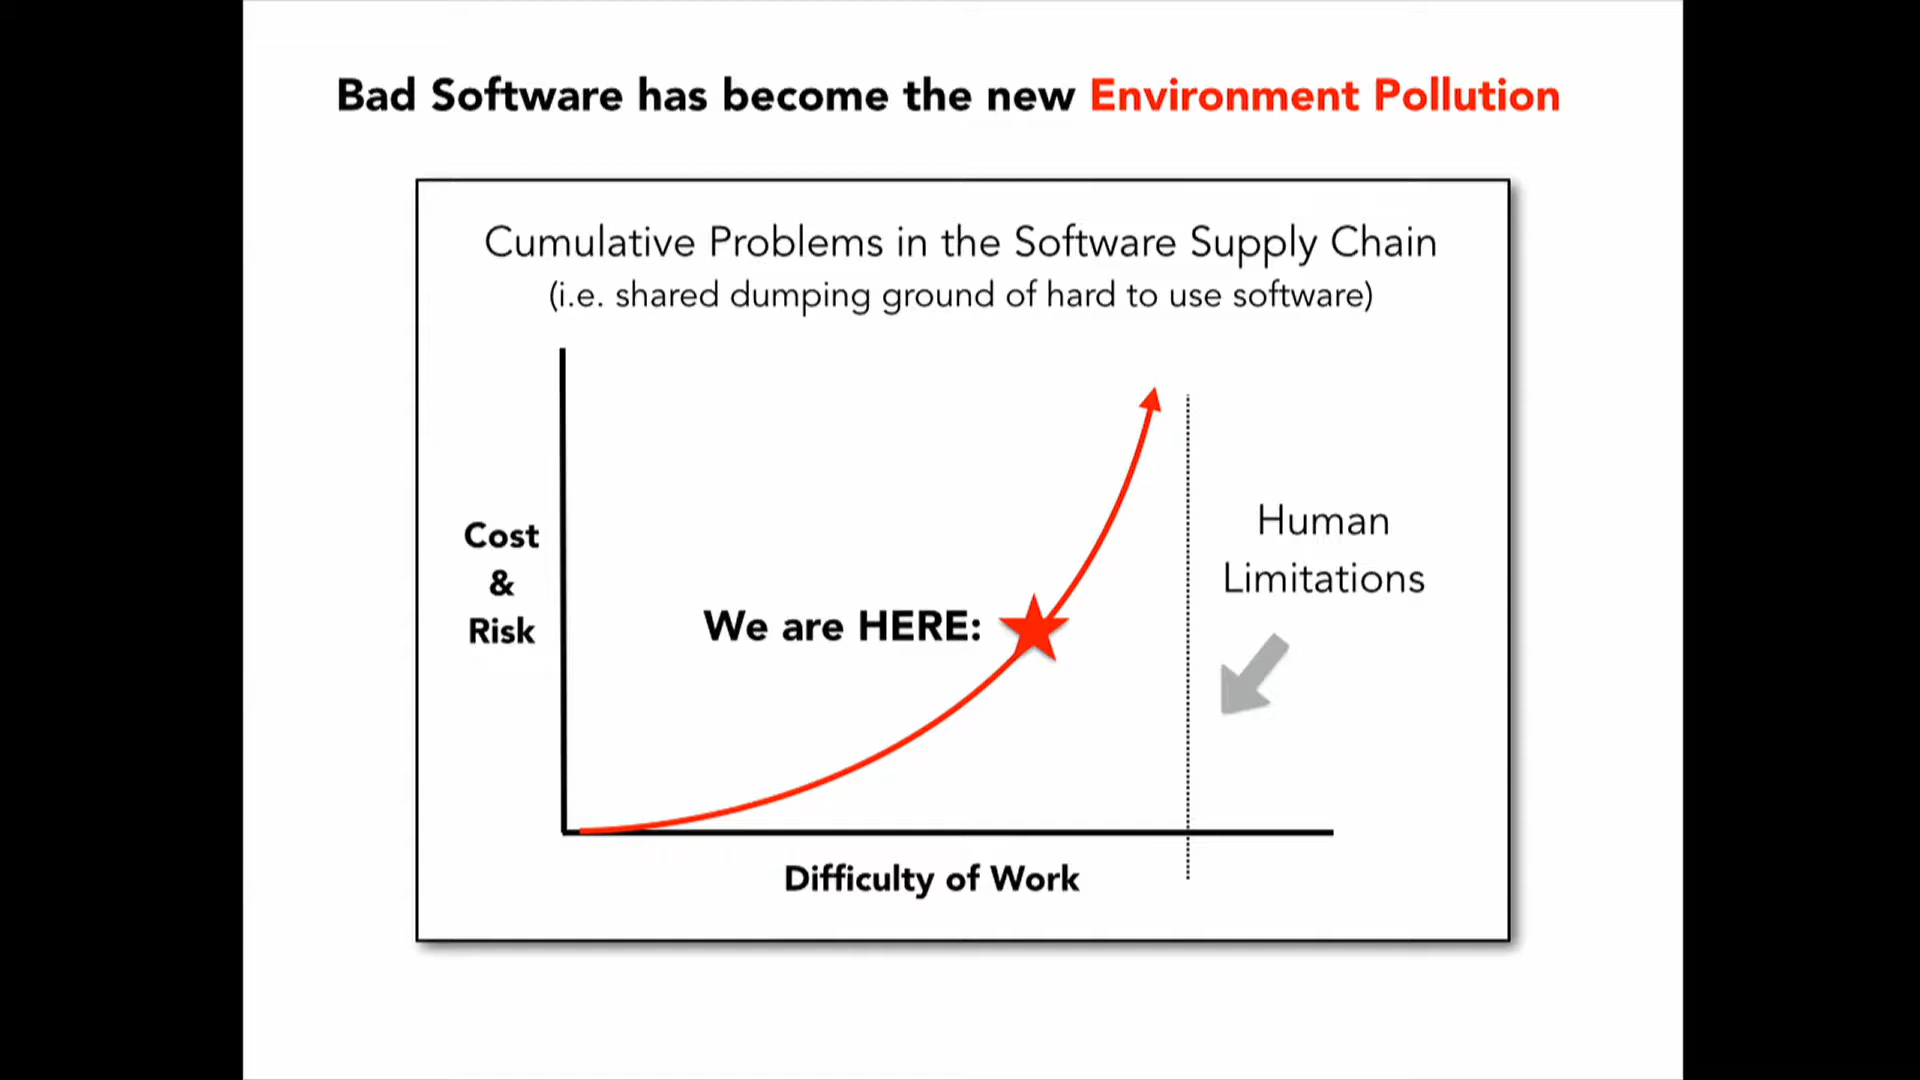 Bad Software has become the new Environment Pollution
Cumulative Problems in the Software Supply Chain
(i.e. shared dumping ground of hard to use software)
Cost
&
Risk
We are HERE:
Human
Limitations
Difficulty of Work